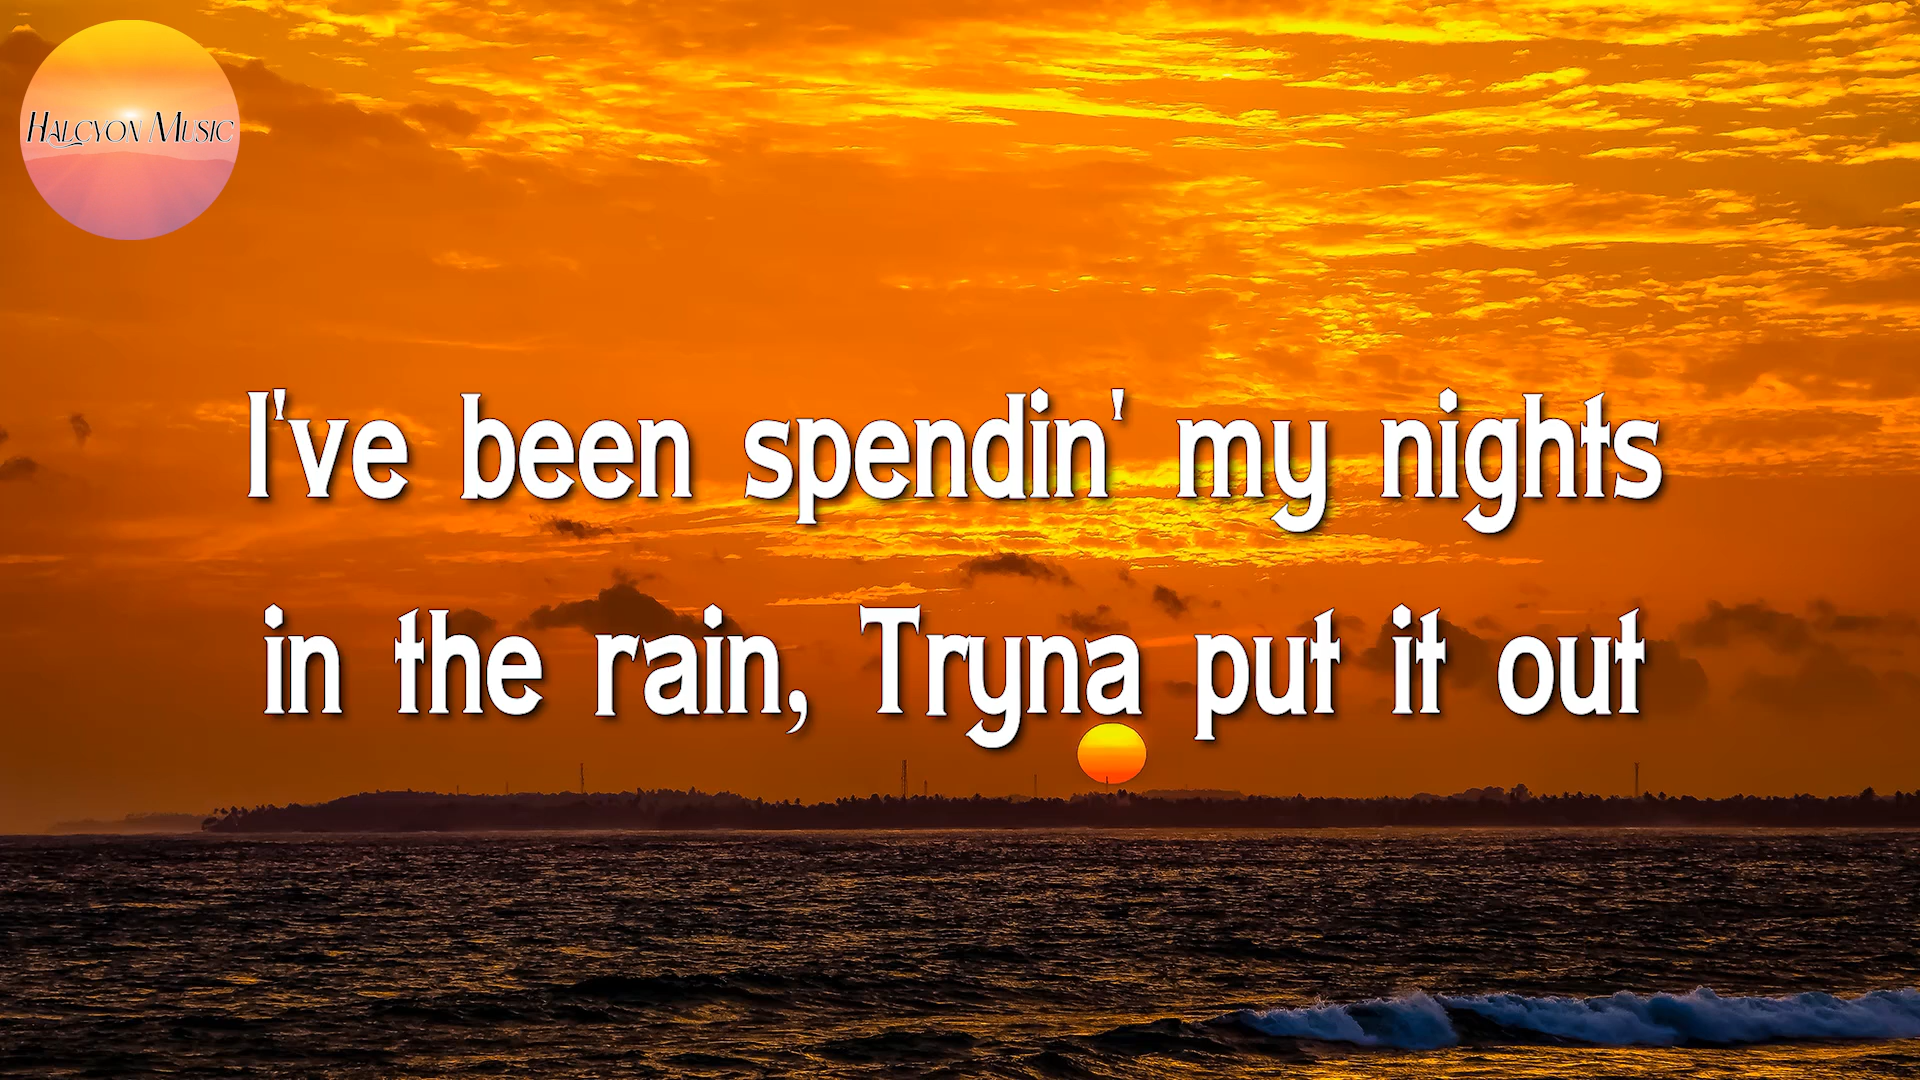 Halcyon Music
I've been spendin' my nights
in the rain, Tryna put it out